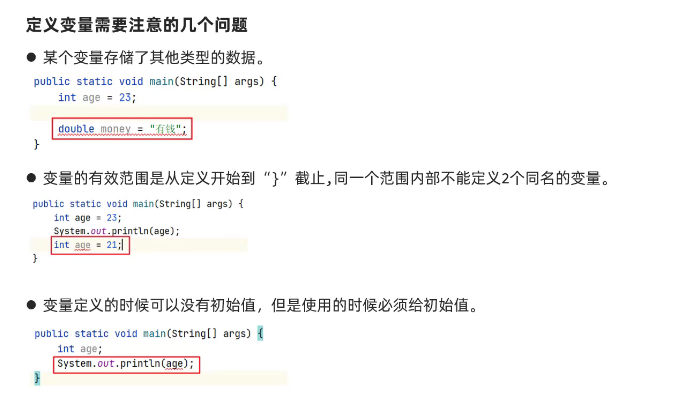 定义变量需要注意的几个问题
● 某个变量存储了其他类型的数据。
public static void main(String[] args) {
int age = 23;
double money = "有钱";
}
● 变量的有效范围是从定义开始到“}”截止,同一个范围内部不能定义2个同名的变量。
public static void main(String[] args) {
int age = 23;
System.out.println(age);
int age = 21;
}
● 变量定义的时候可以没有初始值，但是使用的时候必须给初始值。
public static void main(String[] args) {
int age;
System.out.println(age);
}